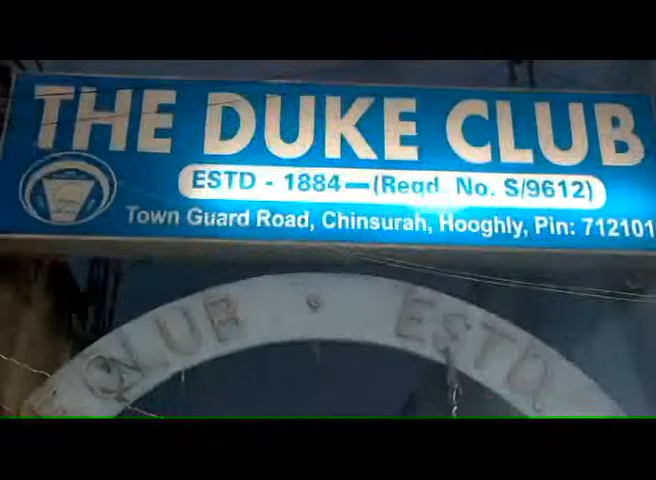 THE DUKE CLUB
ESTD - 1884 — (Regd. No. S/9612)
Town Guard Road, Chinsurah, Hooghly, Pin: 712101
CLUB • ESTD